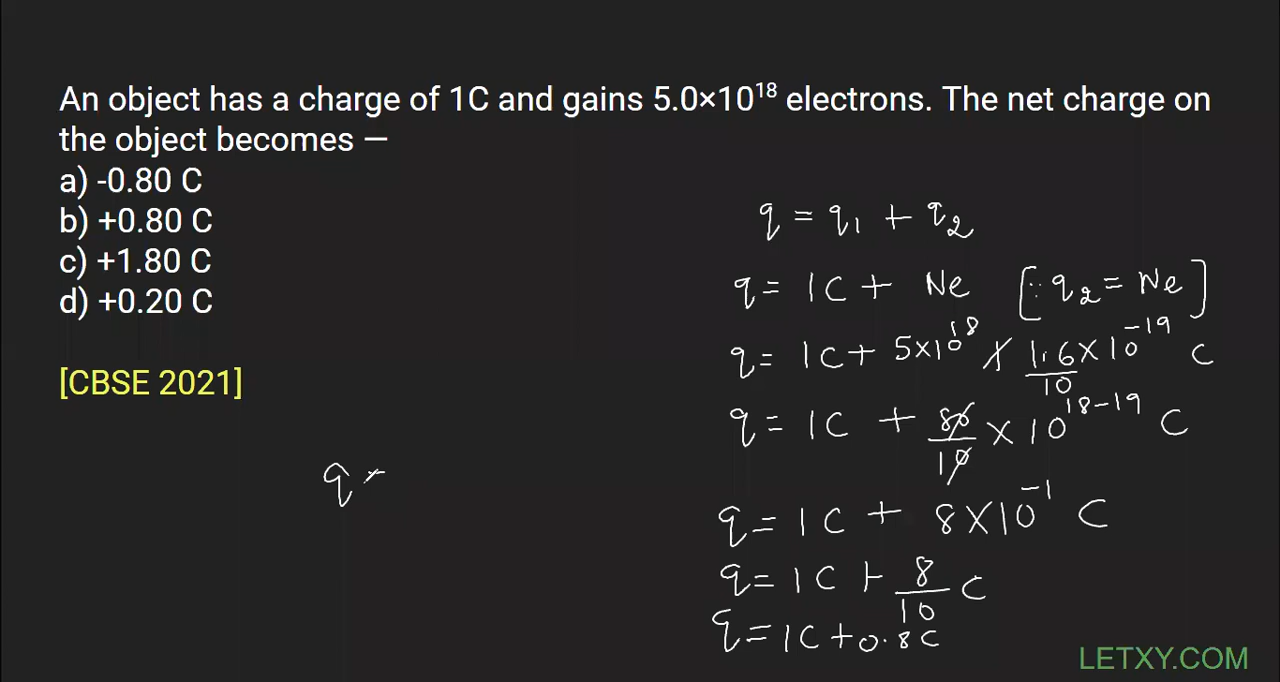 An object has a charge of 1C and gains 5.0×10¹⁸ electrons. The net charge on
the object becomes —
a) -0.80 C
b) +0.80 C
c) +1.80 C
d) +0.20 C
[CBSE 2021]
q = q₁ + q₂
q = 1C + Ne [∵ q₂ = Ne]
q = 1C + 5×10¹⁸ × 1.6/10 × 10⁻¹⁹ C
q = 1C + 80/10 × 10¹⁸⁻¹⁹ C
q = 1C + 8×10⁻¹ C
q = 1C + 8/10 C
q = 1C + 0.8C
q
LETXY.COM